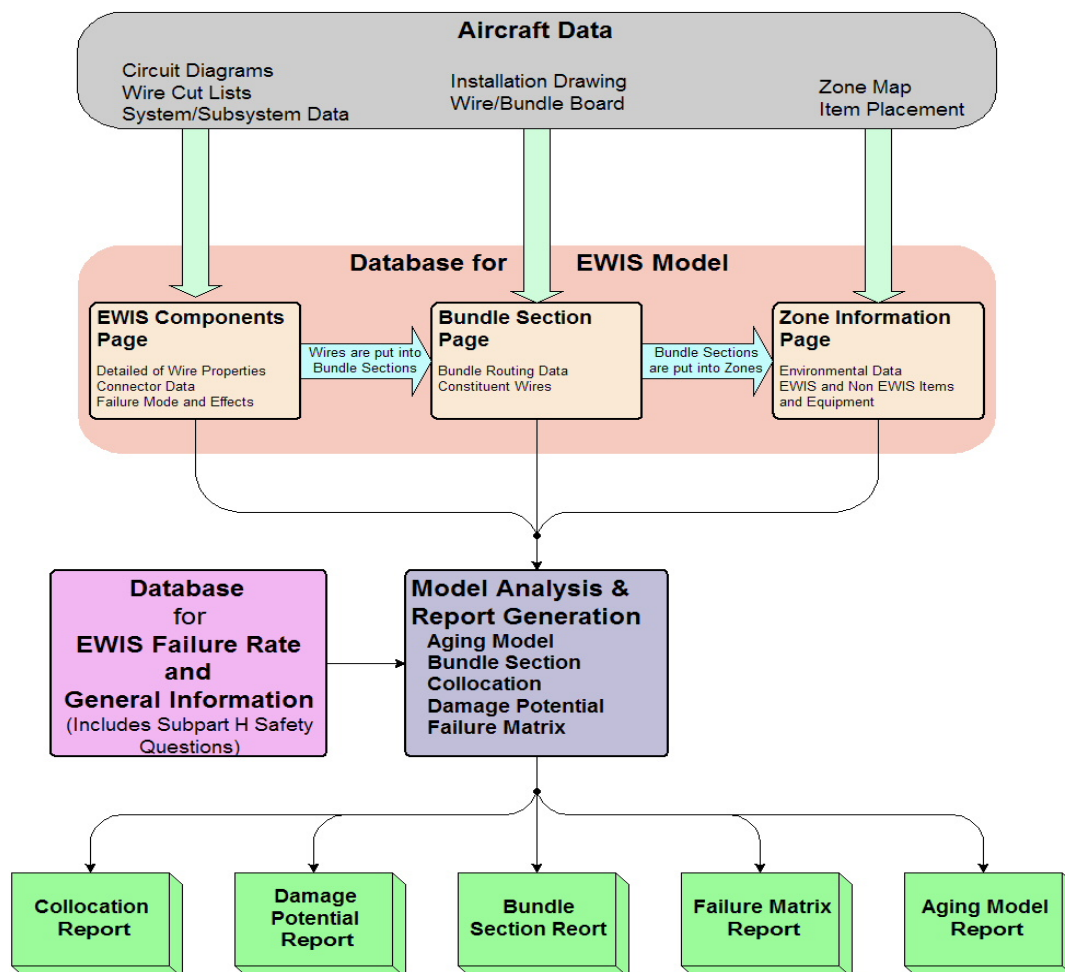 Aircraft Data
Circuit Diagrams
Wire Cut Lists
System/Subsystem Data
Installation Drawing
Wire/Bundle Board
Zone Map
Item Placement
Database for EWIS Model
EWIS Components
Page
Detailed of Wire Properties
Connector Data
Failure Mode and Effects
Wires are put into
Bundle Sections
Bundle Section
Page
Bundle Routing Data
Constituent Wires
Bundle Sections
are put into Zones
Zone Information
Page
Environmental Data
EWIS and Non EWIS Items
and Equipment
Database
for
EWIS Failure Rate
and
General Information
(Includes Subpart H Safety
Questions)
Model Analysis &
Report Generation
Aging Model
Bundle Section
Collocation
Damage Potential
Failure Matrix
Collocation
Report
Damage
Potential
Report
Bundle
Section Reort
Failure Matrix
Report
Aging Model
Report